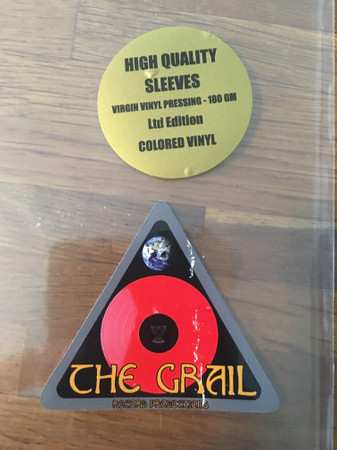 HIGH QUALITY
SLEEVES
VIRGIN VINYL PRESSING - 180 GM
Ltd Edition
COLORED VINYL
THE GRAIL